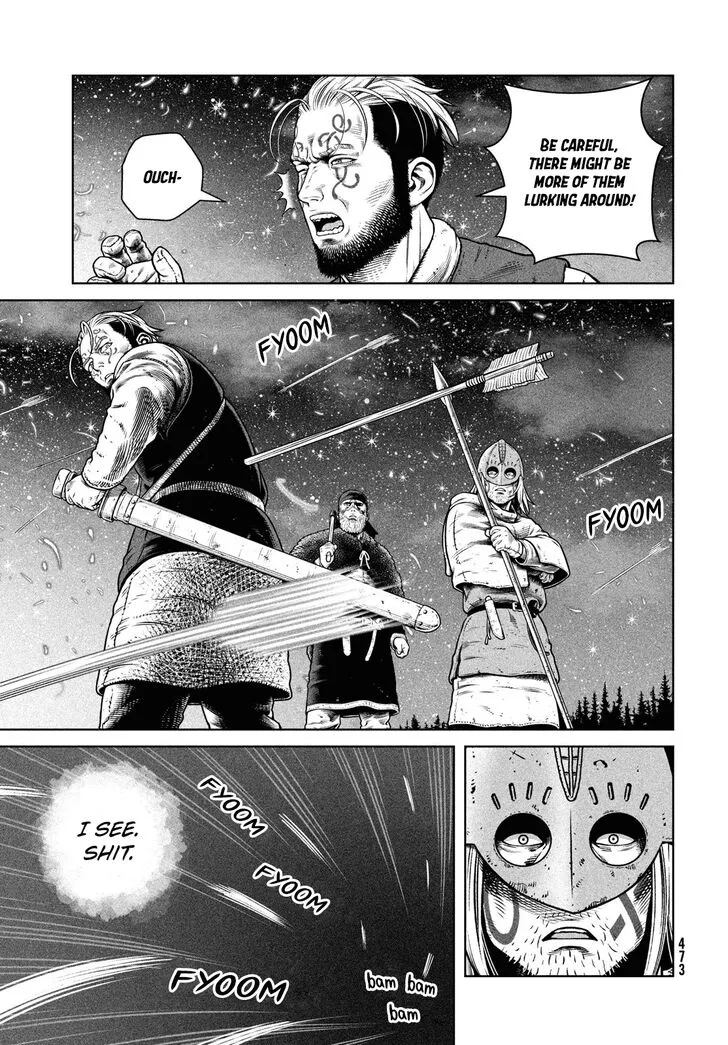 BE CAREFUL,
THERE MIGHT BE
MORE OF THEM
LURKING AROUND!
OUCH-
FYOOM
FYOOM
FYOOM
473
I SEE.
SHIT.
FYOOM
FYOOM
FYOOM
bam bam
bam